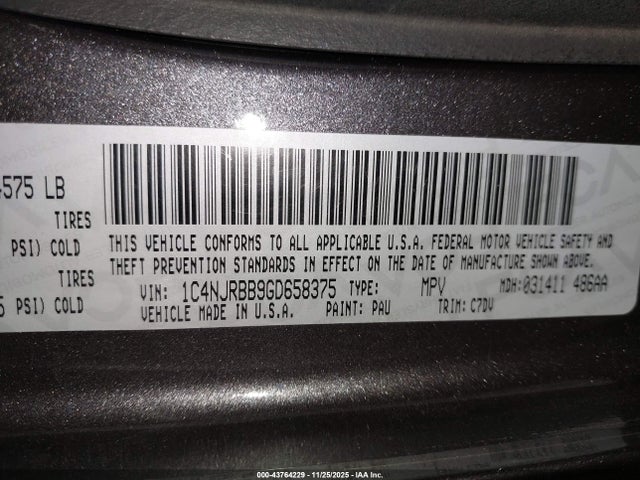 4575 LB
TIRES
PSI) COLD
TIRES
PSI) COLD
THIS VEHICLE CONFORMS TO ALL APPLICABLE U.S.A. FEDERAL MOTOR VEHICLE SAFETY AND
THEFT PREVENTION STANDARDS IN EFFECT ON THE DATE OF MANUFACTURE SHOWN ABOVE.
VIN: 1C4NJRBB9GD658375 TYPE: MPV MDH:031411 486AA
VEHICLE MADE IN U.S.A. PAINT: PAU TRIM: C7DV
000-43764229 - 11/25/2025 - IAA Inc.